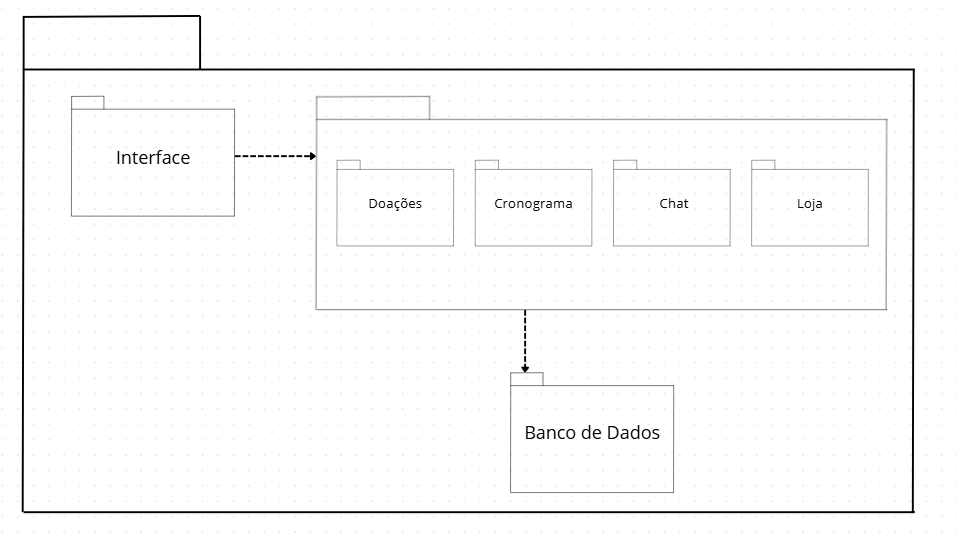 Interface
Doações
Cronograma
Chat
Loja
Banco de Dados